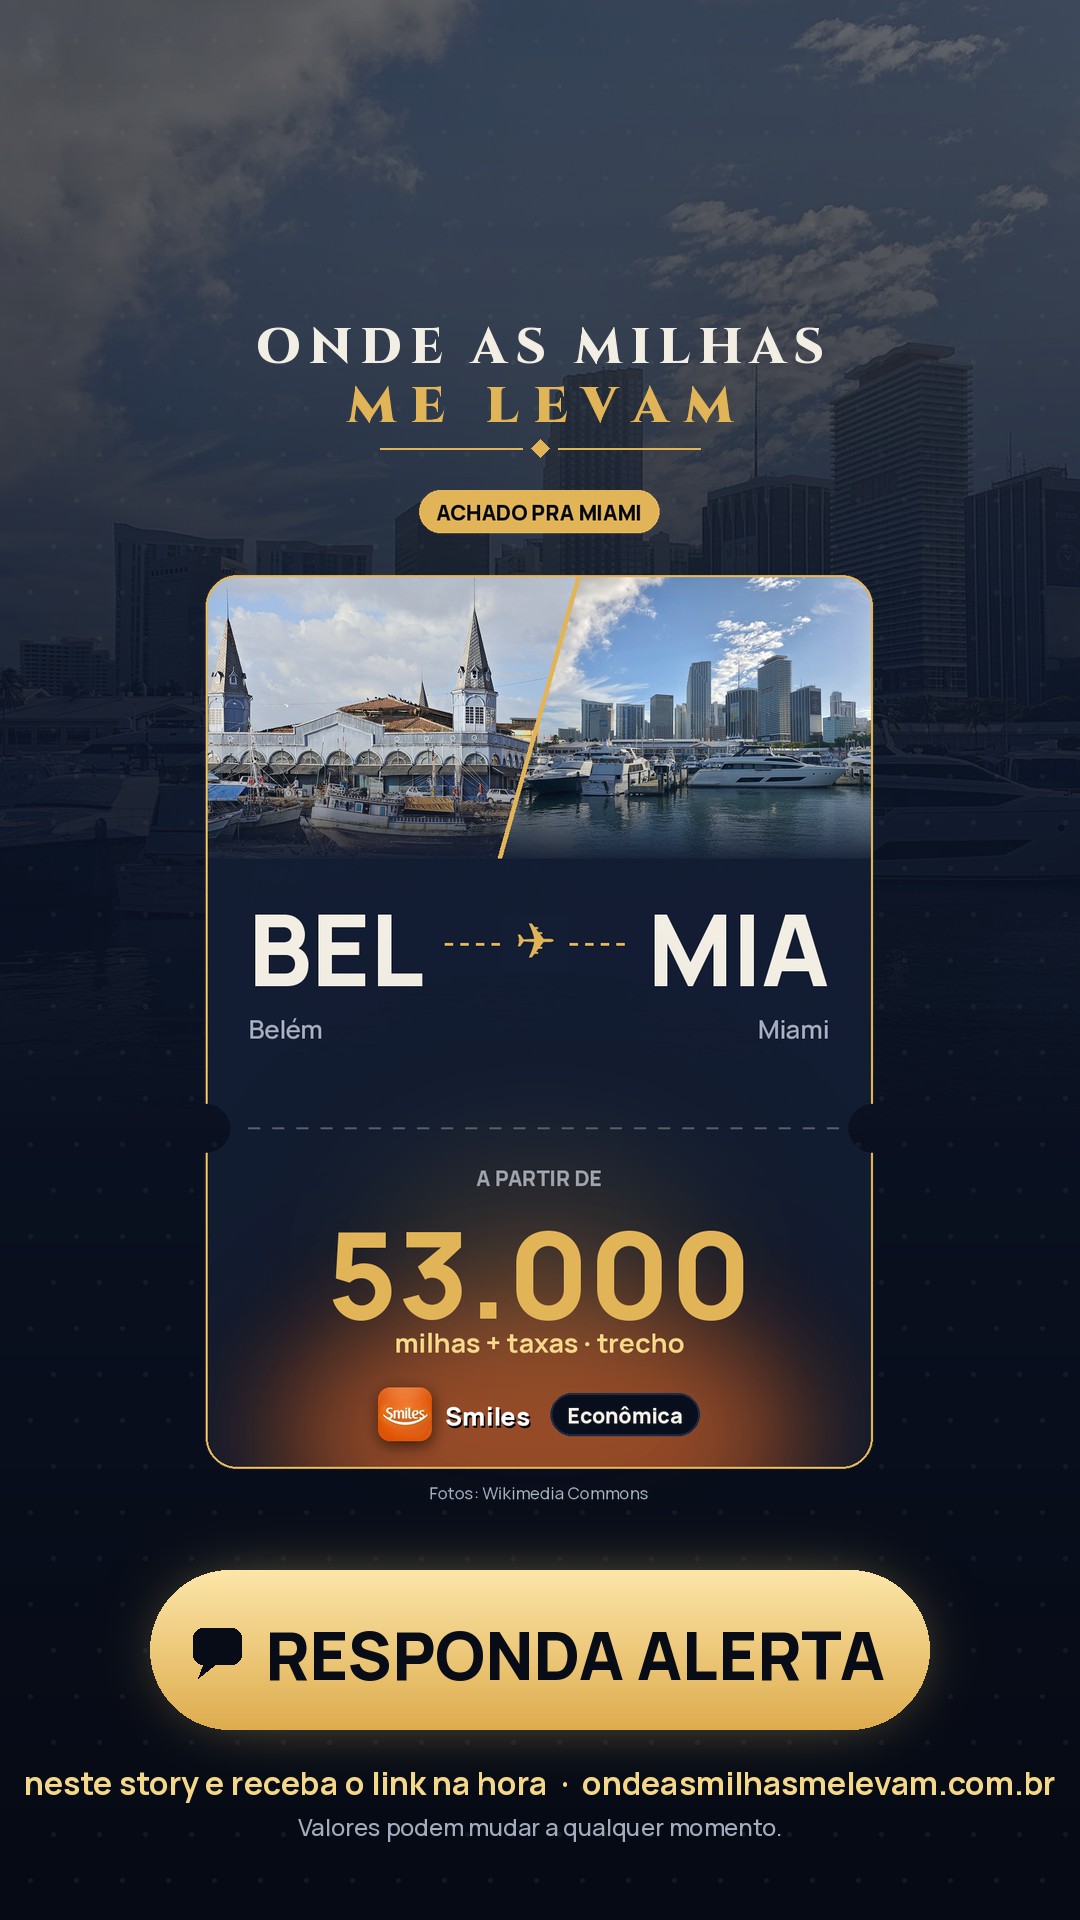 ONDE AS MILHAS
ME LEVAM
ACHADO PRA MIAMI
BEL MIA
Belém Miami
A PARTIR DE
53.000
milhas + taxas · trecho
Smiles Smiles Econômica
Fotos: Wikimedia Commons
RESPONDA ALERTA
neste story e receba o link na hora · ondeasmilhasmelevam.com.br
Valores podem mudar a qualquer momento.